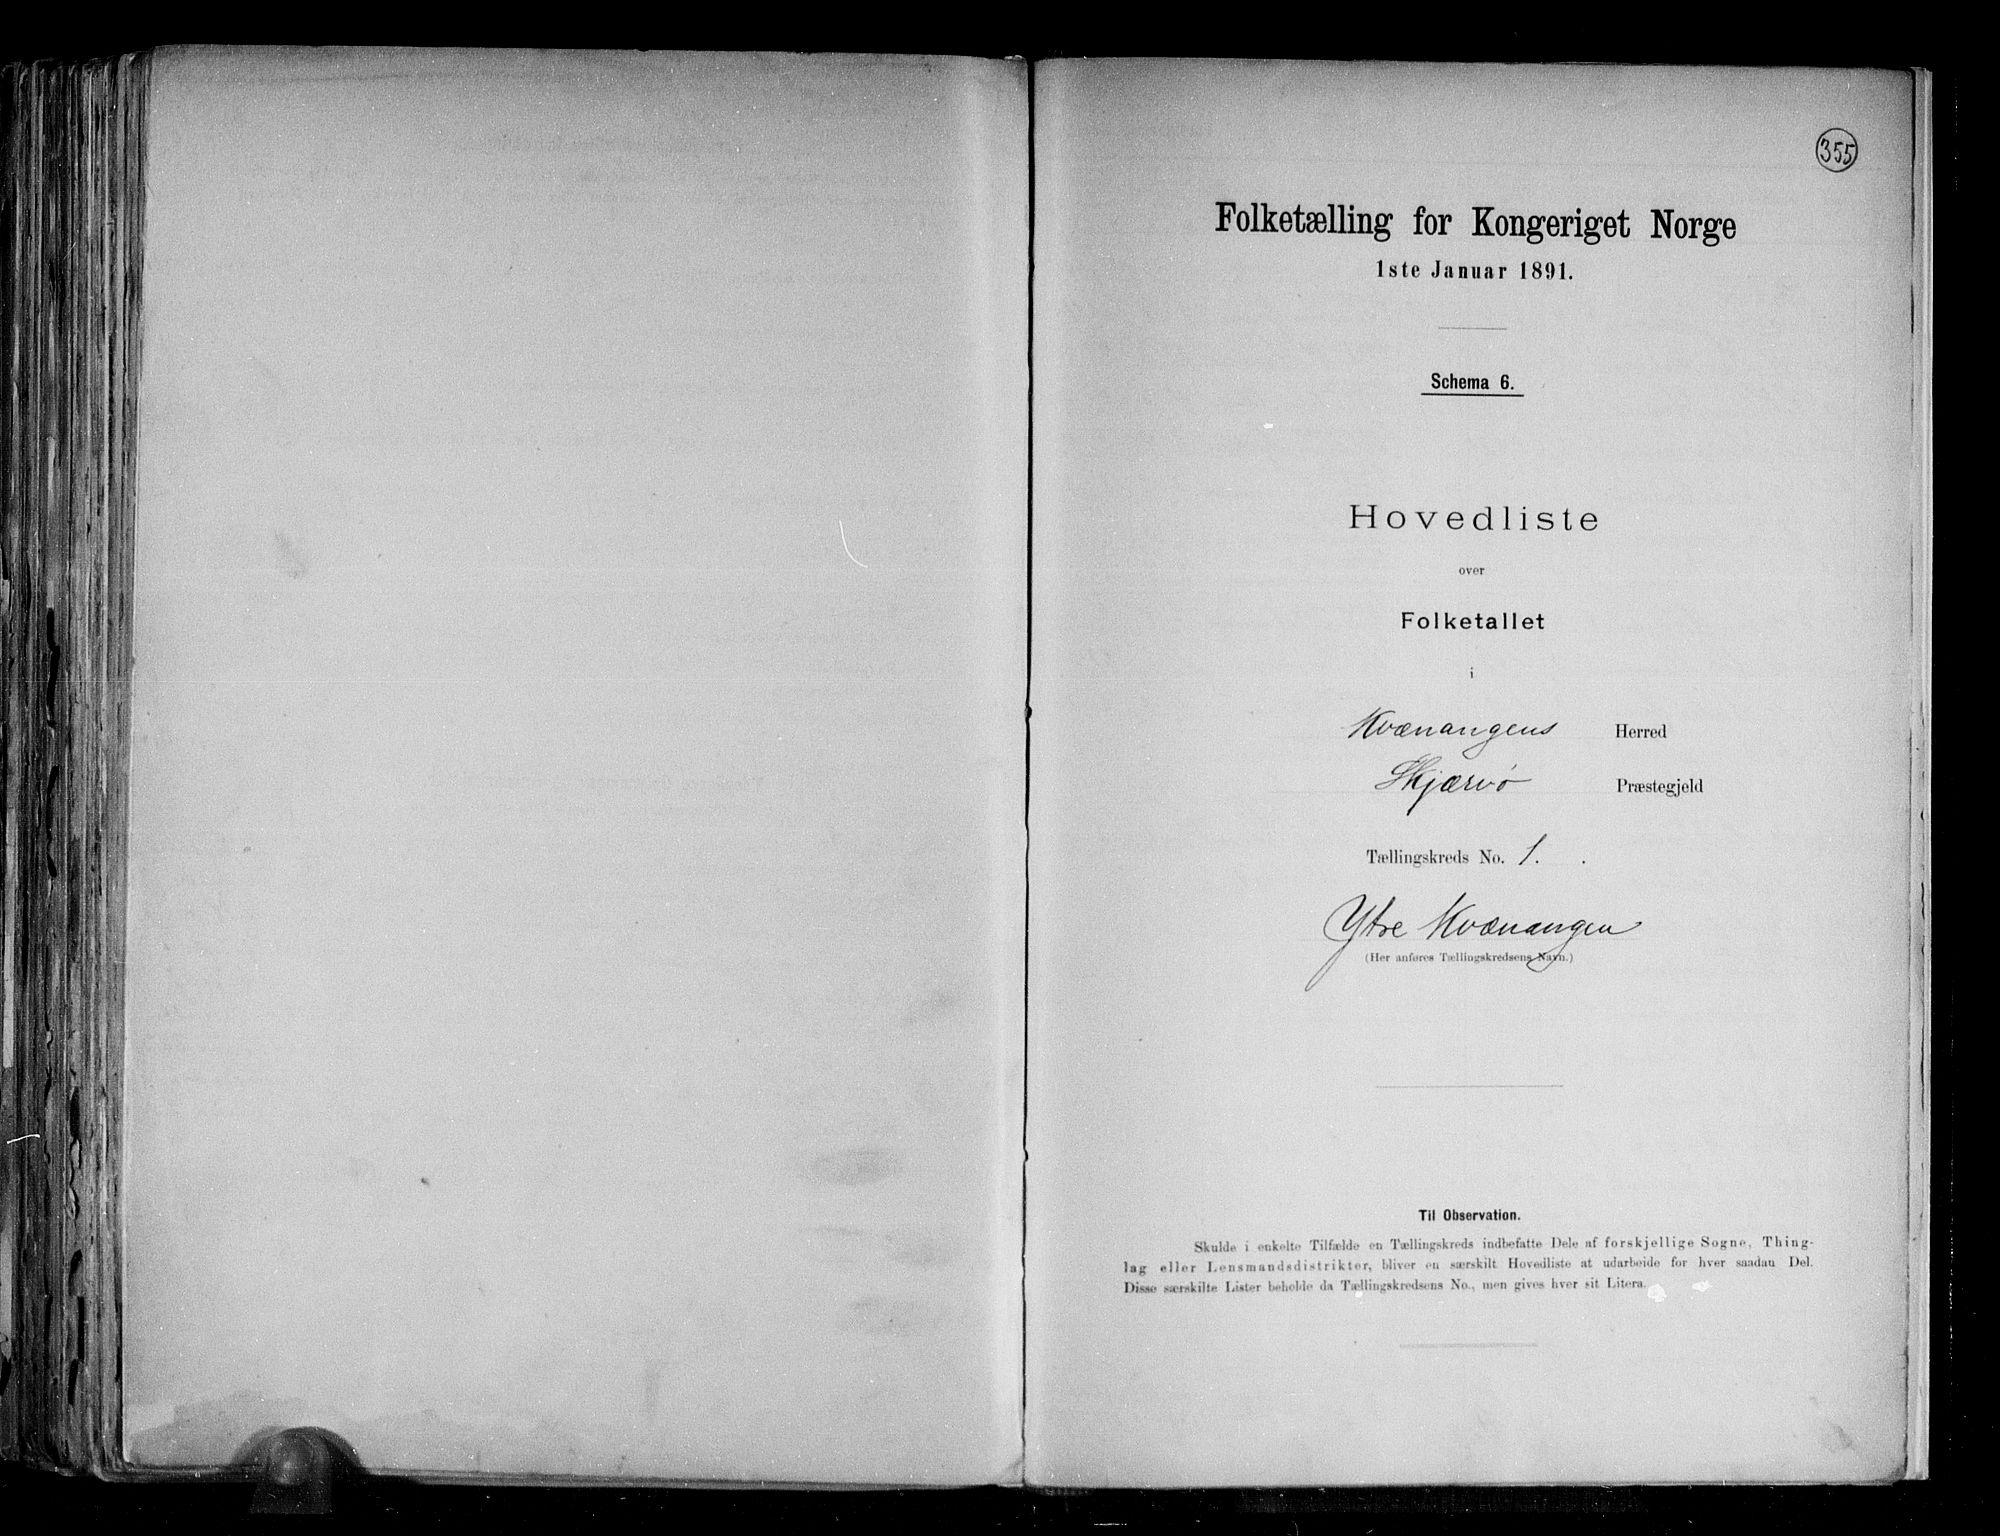 355
Folketælling for Kongeriget Norge
1ste Januar 1891.
Schema 6.
Hovedliste
over
Folketallet
i
Kvænangens Herred
Skjærvø Præstegjeld
Tællingskreds No. 1. .
Ytre Kvænangen
(Her anføres Tællingskredsens Navn.)
Til Observation.
Skulde i enkelte Tilfælde en Tællingskreds indbefatte Dele af forskjellige Sogne, Thing-
lag eller Lensmandsdistrikter, bliver en særskilt Hovedliste at udarbeide for hver saadan Del.
Disse særskilte Lister beholde da Tællingskredsens No., men gives hver sit Litera.